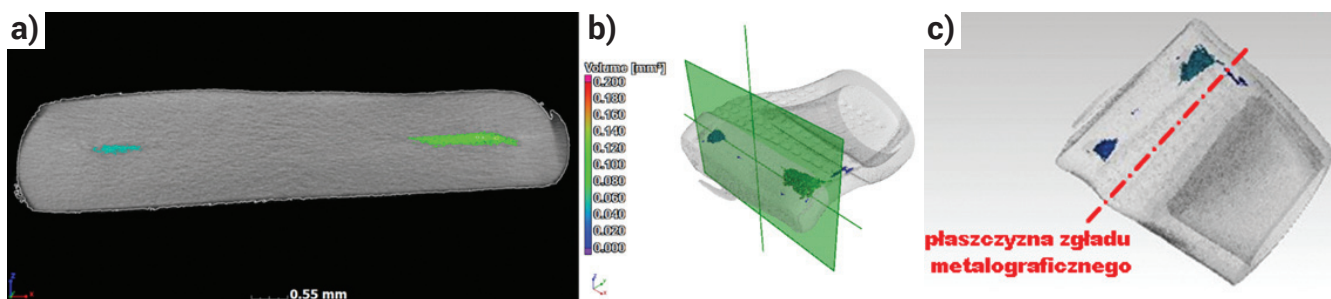 a)
0.55 mm
b)
Volume [mm³]
0.200
0.180
0.160
0.140
0.120
0.100
0.080
0.060
0.040
0.020
0.000
c)
płaszczyzna zgładu
metalograficznego